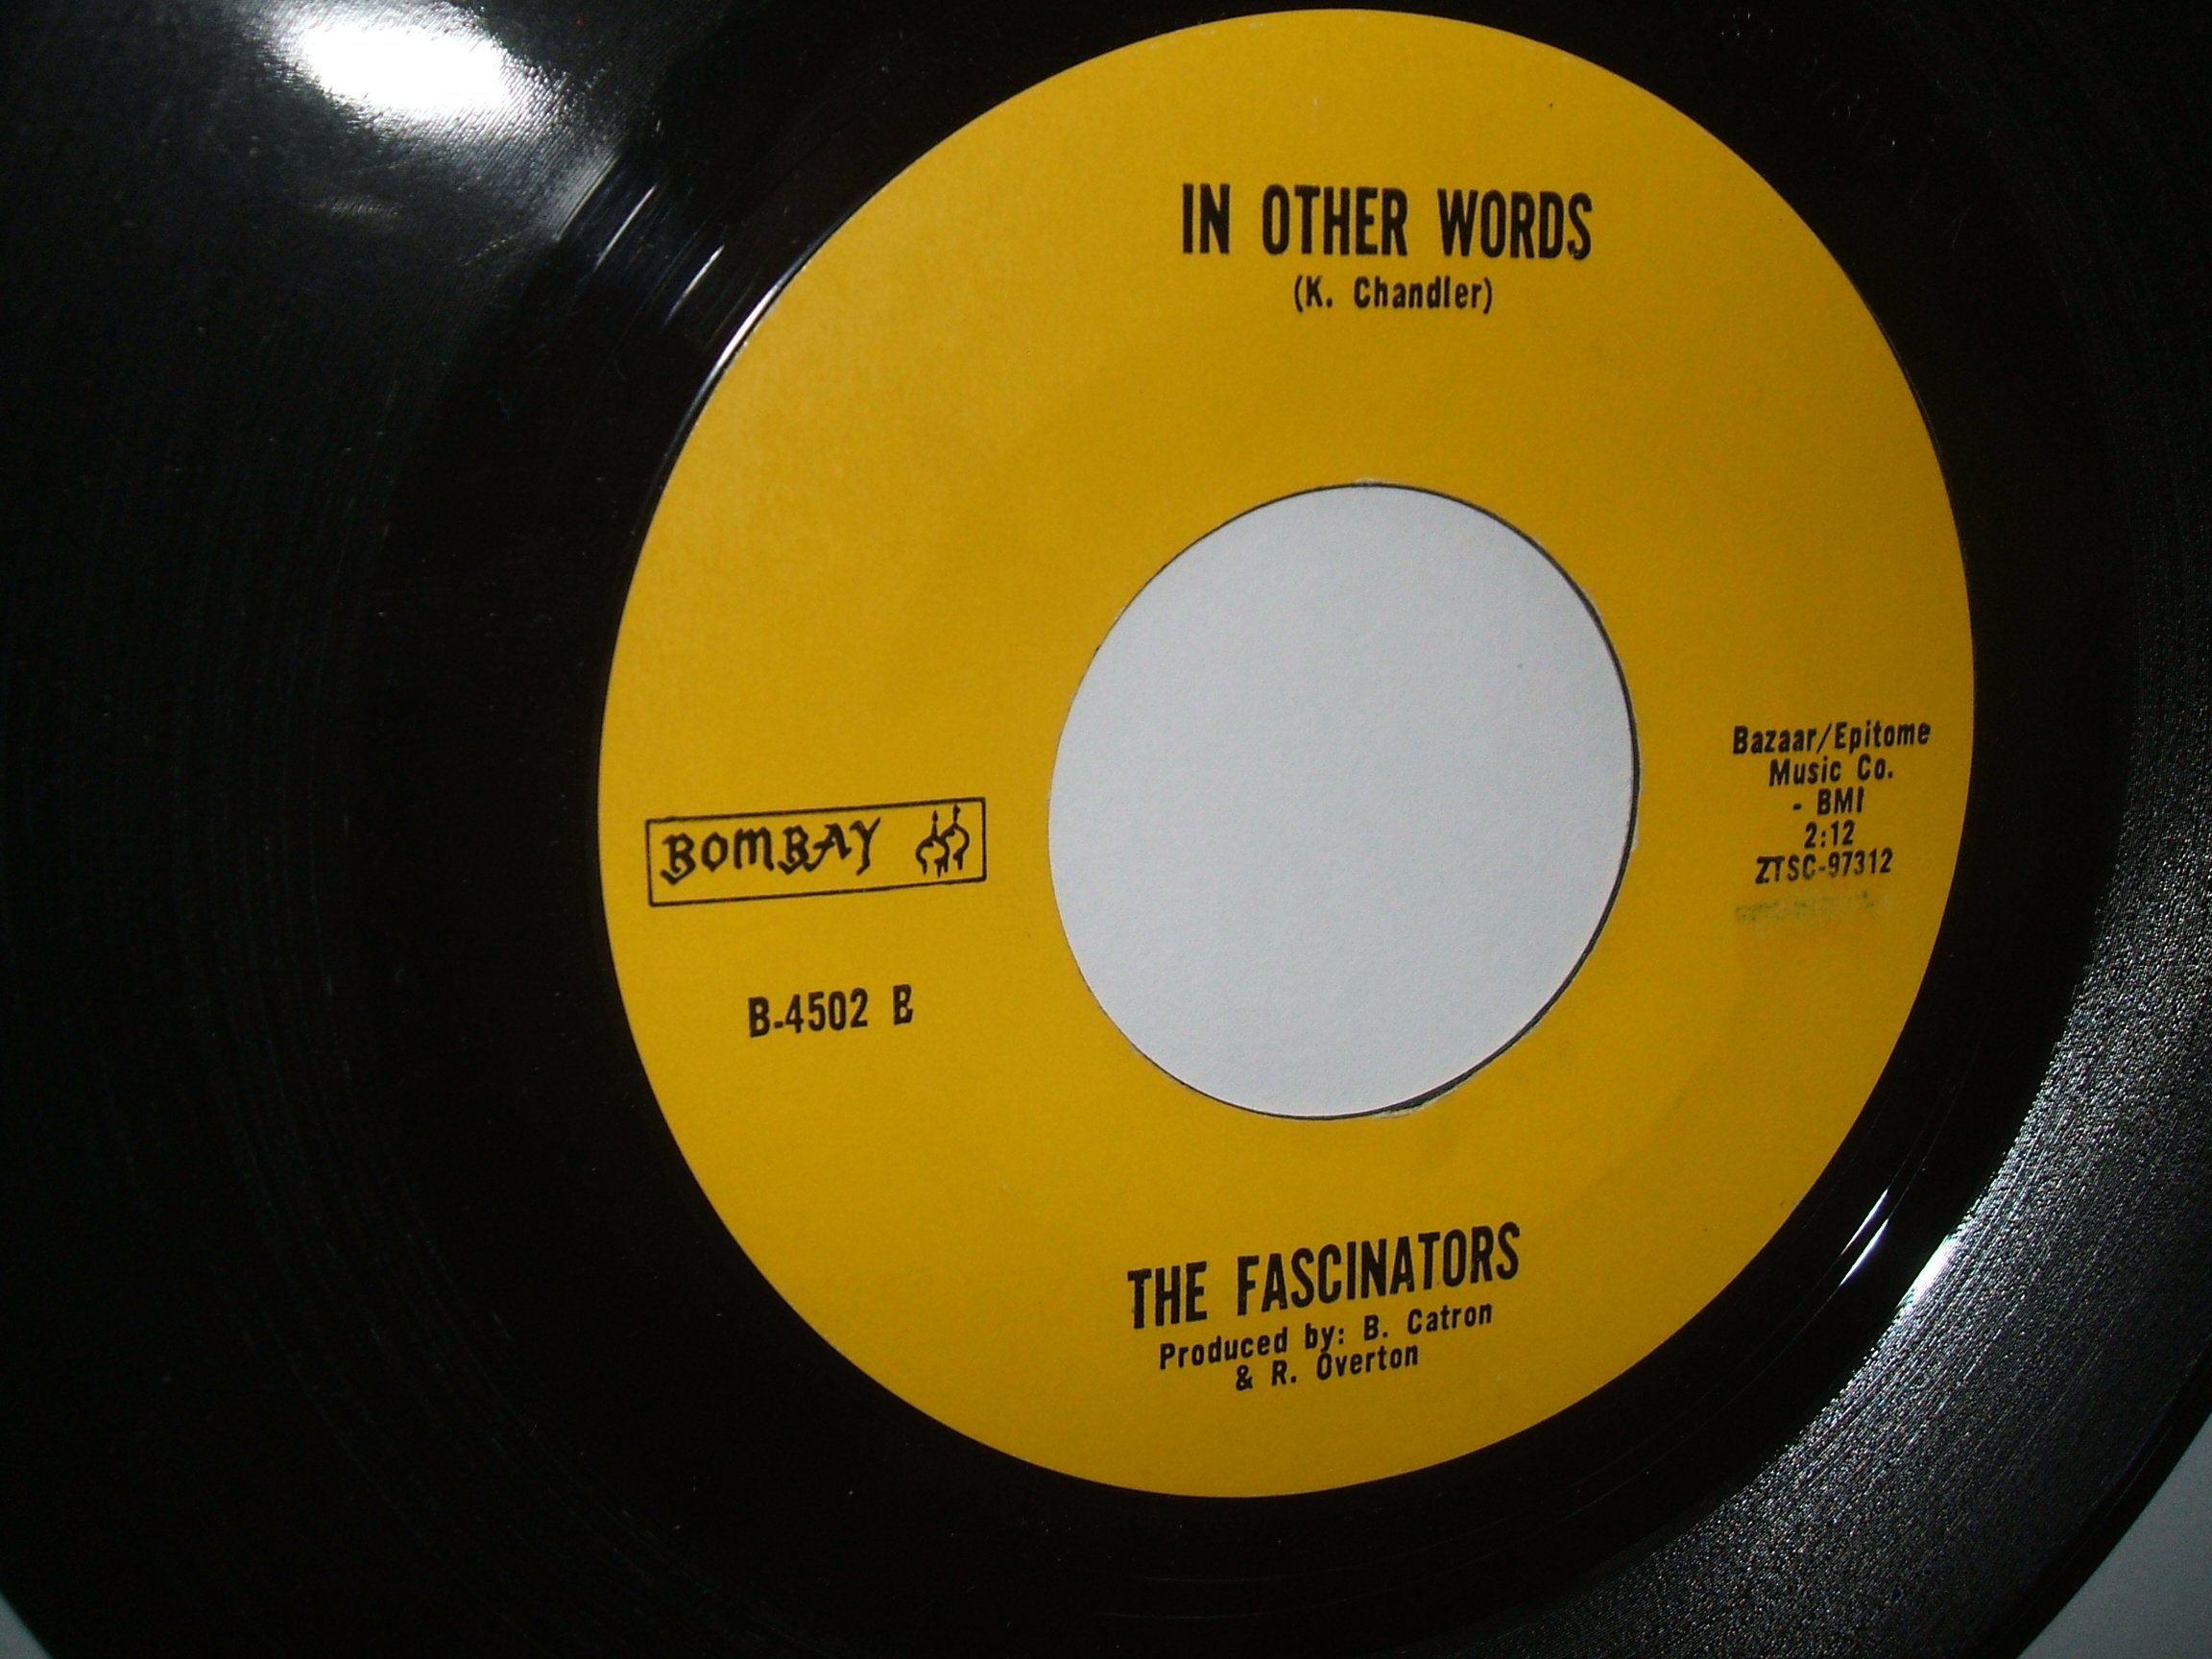 IN OTHER WORDS
(K. Chandler)
BOMBAY
B-4502 B
Bazaar/Epitome
Music Co.
- BMI
2:12
ZTSC-97312
THE FASCINATORS
Produced by: B. Catron
& R. Overton